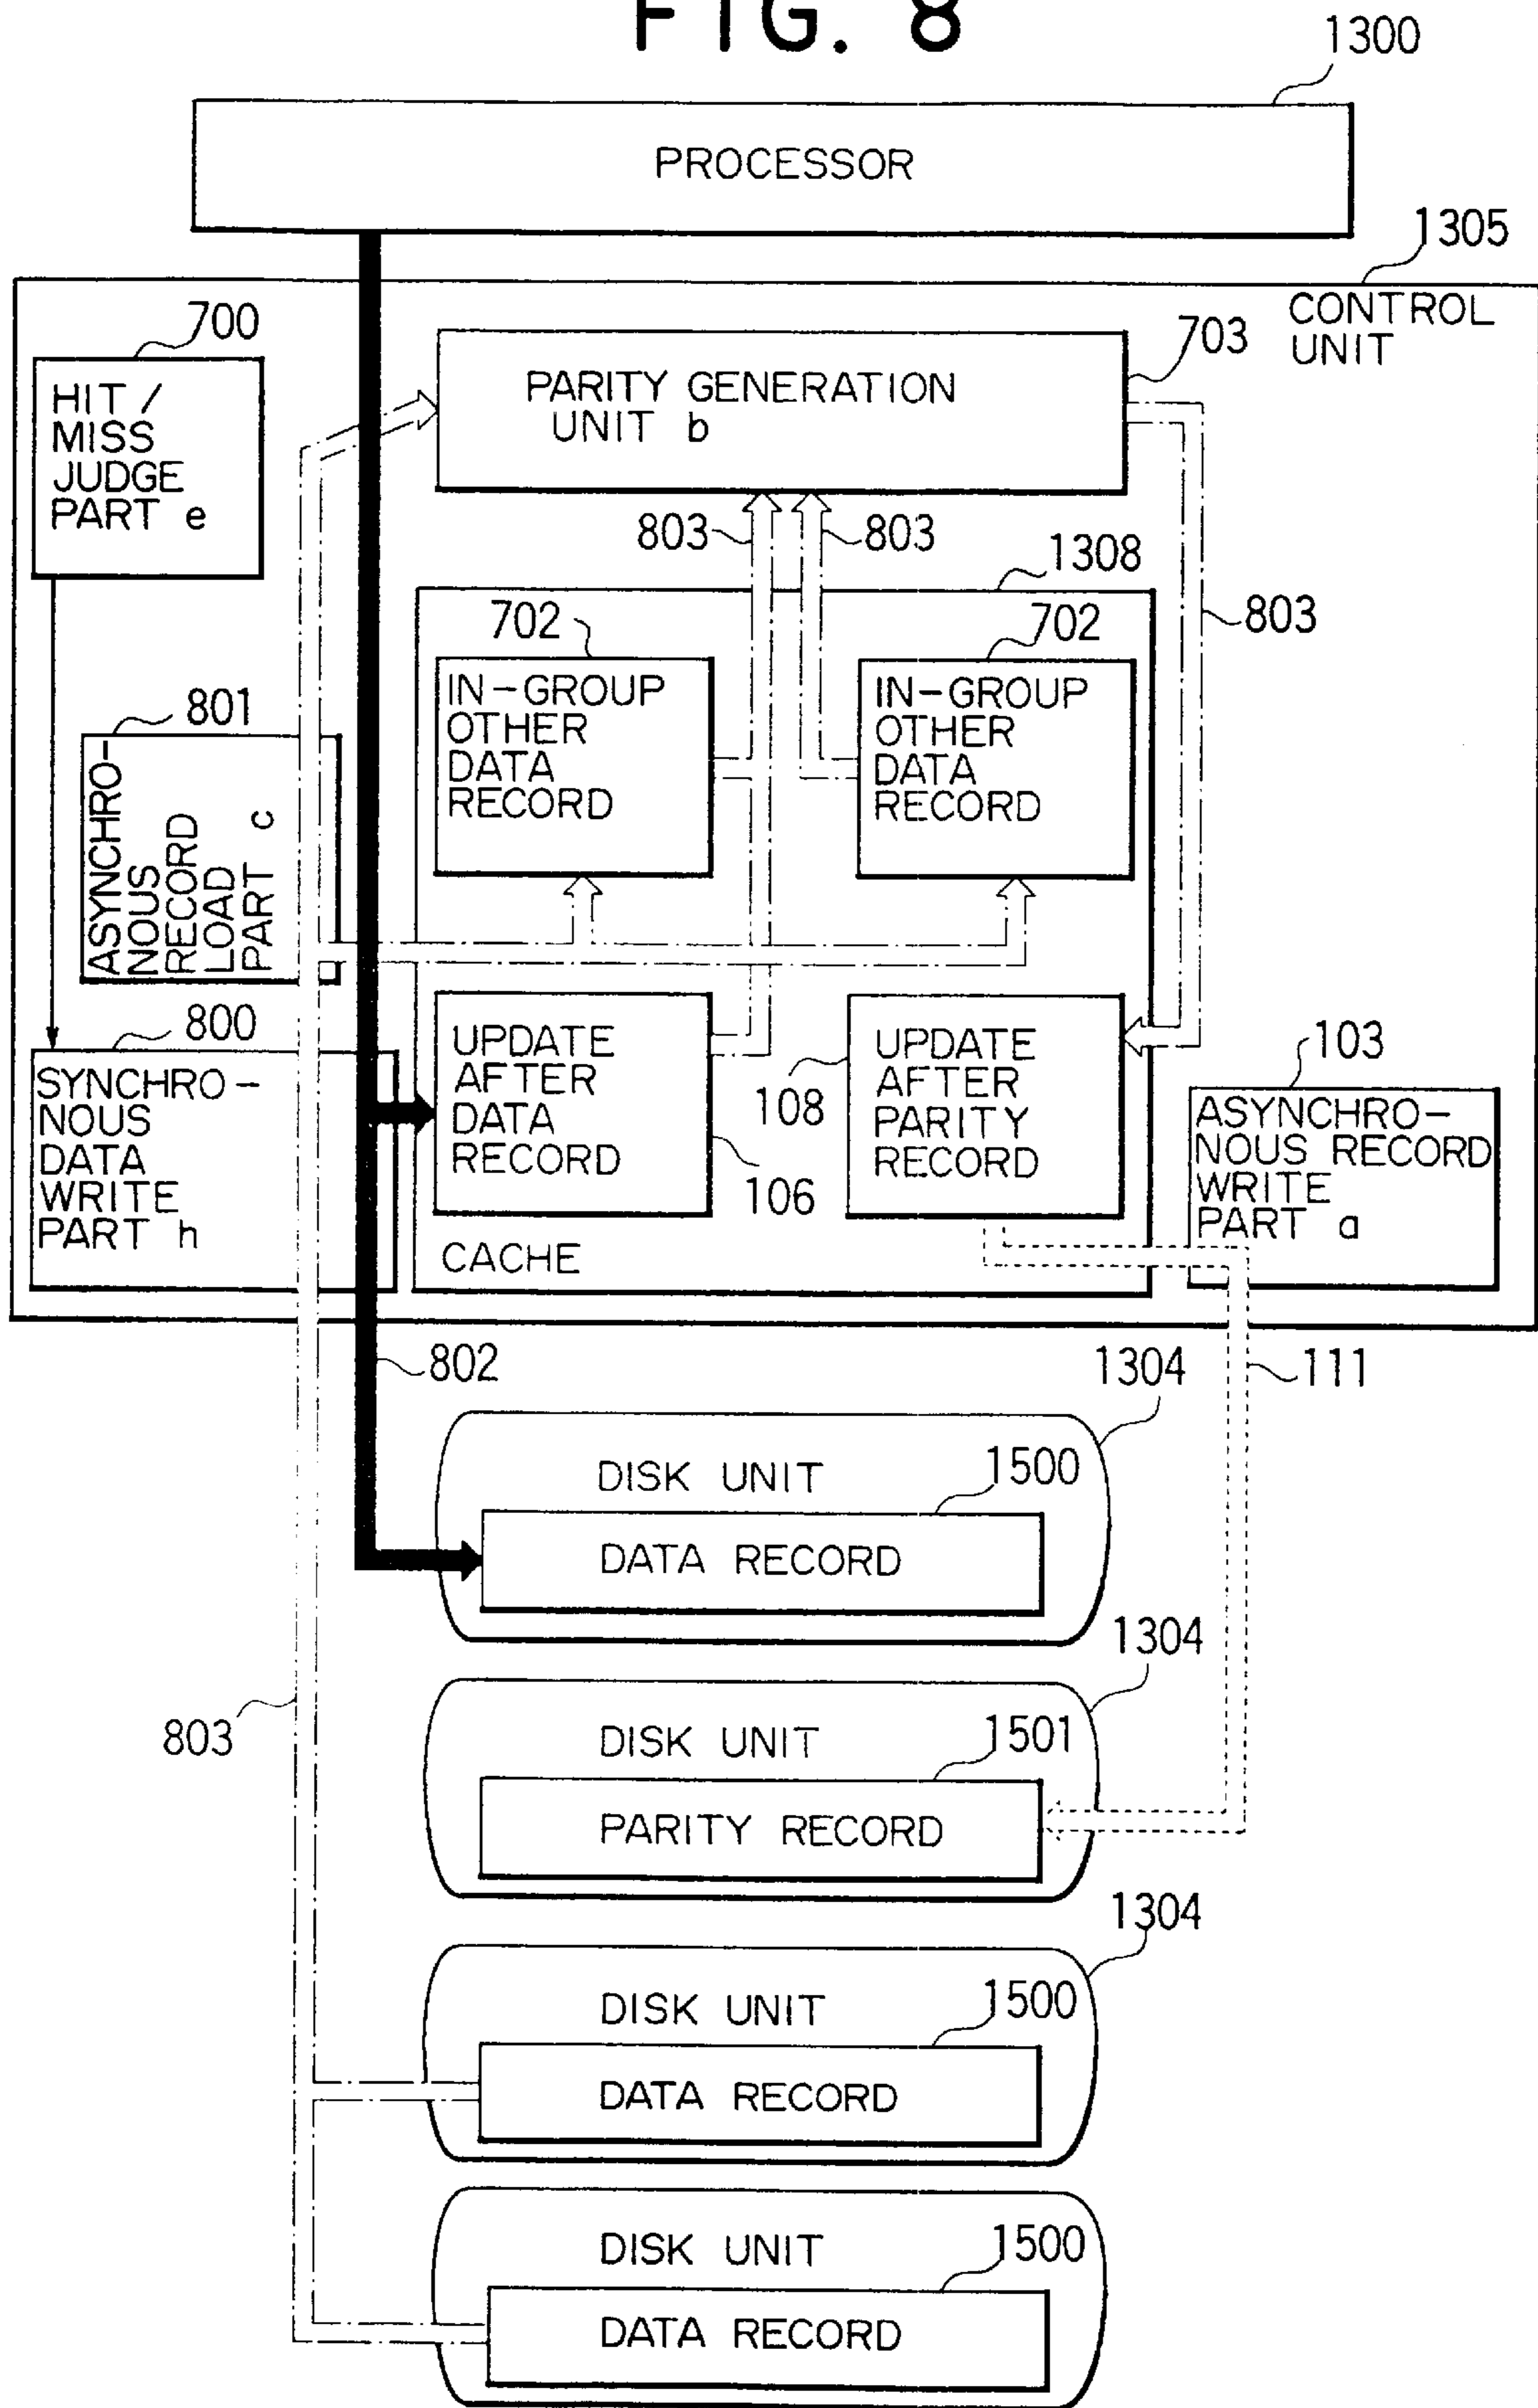 FIG. 8
1300
PROCESSOR
1305
CONTROL
UNIT
700
HIT /
MISS
JUDGE
PART e
703
PARITY GENERATION
UNIT b
803
803
1308
803
702
IN-GROUP
OTHER
DATA
RECORD
702
IN-GROUP
OTHER
DATA
RECORD
801
ASYNCHRO-
NOUS
RECORD
LOAD
PART c
800
SYNCHRO-
NOUS
DATA
WRITE
PART h
UPDATE
AFTER
DATA
RECORD
106
108
UPDATE
AFTER
PARITY
RECORD
103
ASYNCHRO-
NOUS RECORD
WRITE
PART a
CACHE
802
1304
111
DISK UNIT
1500
DATA RECORD
1304
803
DISK UNIT
1501
PARITY RECORD
1304
DISK UNIT
1500
DATA RECORD
DISK UNIT
1500
DATA RECORD